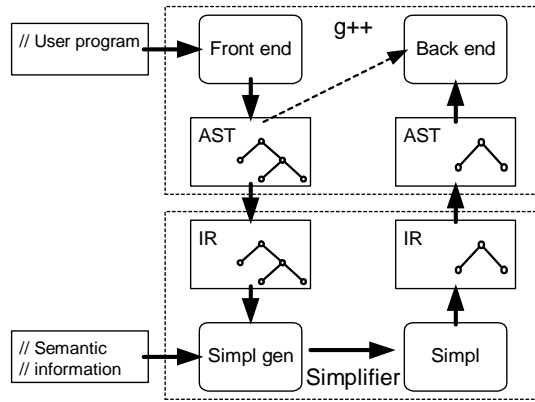 // User program
Front end
g++
Back end
AST
AST
IR
IR
// Semantic
// information
Simpl gen
Simplifier
Simpl